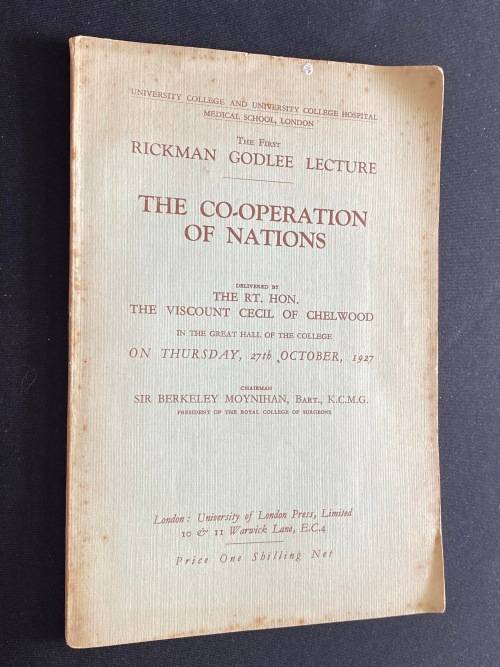 UNIVERSITY COLLEGE AND UNIVERSITY COLLEGE HOSPITAL
MEDICAL SCHOOL, LONDON
THE FIRST
RICKMAN GODLEE LECTURE
THE CO-OPERATION
OF NATIONS
DELIVERED BY
THE RT. HON.
THE VISCOUNT CECIL OF CHELWOOD
IN THE GREAT HALL OF THE COLLEGE
ON THURSDAY, 27th OCTOBER, 1927
CHAIRMAN
SIR BERKELEY MOYNIHAN, BART., K.C.M.G.
PRESIDENT OF THE ROYAL COLLEGE OF SURGEONS
London: University of London Press, Limited
10 & 11 Warwick Lane, E.C.4
Price One Shilling Net